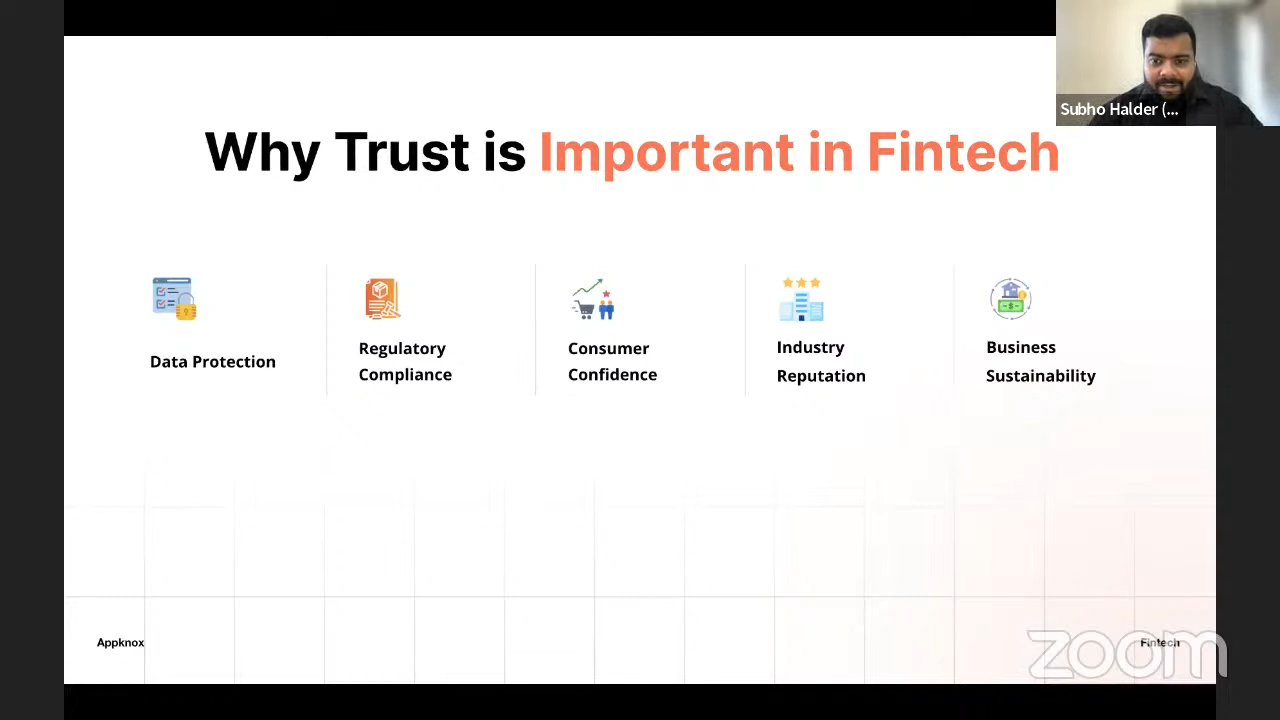 Subho Halder (...
Why Trust is Important in Fintech
Data Protection
Regulatory
Compliance
Consumer
Confidence
Industry
Reputation
Business
Sustainability
Appknox
Fintech
zoom